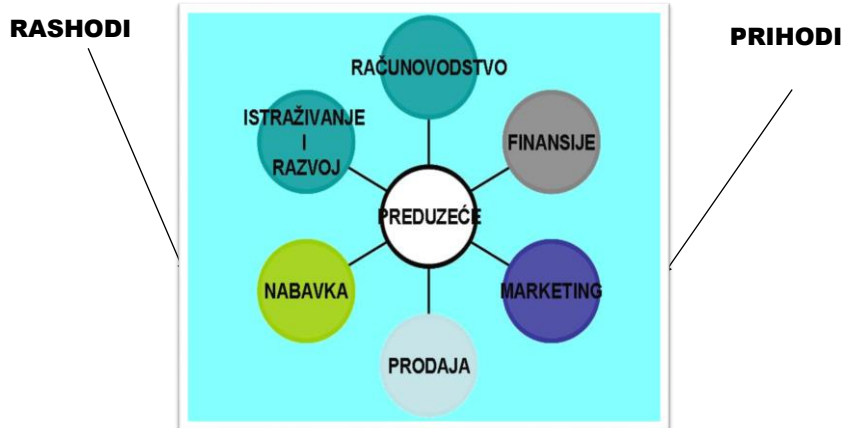 RASHODI
PRIHODI
RAČUNOVODSTVO
ISTRAŽIVANJE
I
RAZVOJ
FINANSIJE
PREDUZEĆE
NABAVKA
MARKETING
PRODAJA